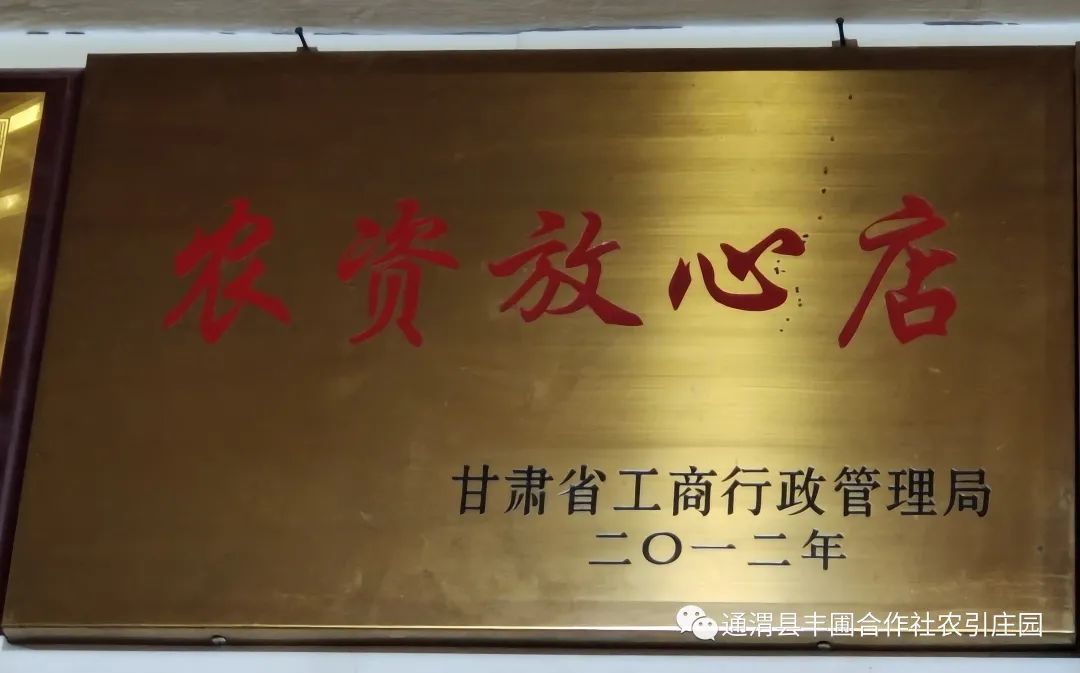 农资放心店
甘肃省工商行政管理局
二〇一二年
通渭县丰圃合作社农引庄园